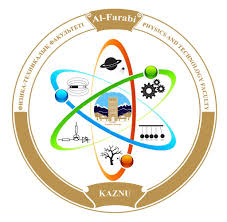 Al-Farabi
ФИЗИКА-ТЕХНИКАЛЫҚ ФАКУЛЬТЕТІ
PHYSICS AND TECHNOLOGY FACULTY
KAZNU